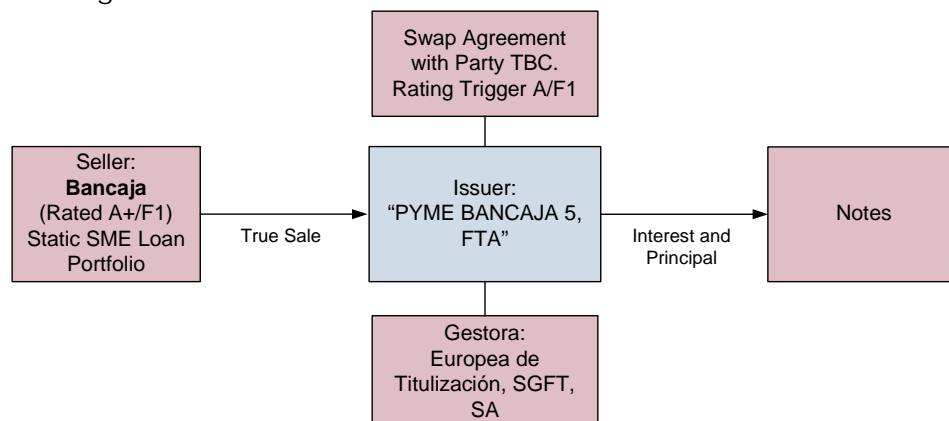 Swap Agreement
with Party TBC.
Rating Trigger A/F1
Seller:
Bancaja
(Rated A+/F1)
Static SME Loan
Portfolio
True Sale
Issuer:
“PYME BANCAJA 5,
FTA”
Interest and
Principal
Notes
Gestora:
Europea de
Titulización, SGFT,
SA